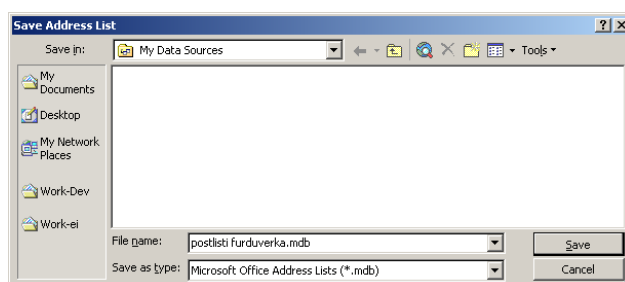 Save Address List
Save in: My Data Sources Tools
My Documents
Desktop
My Network Places
Work-Dev
Work-ei
File name: postlisti furduverka.mdb Save
Save as type: Microsoft Office Address Lists (*.mdb) Cancel